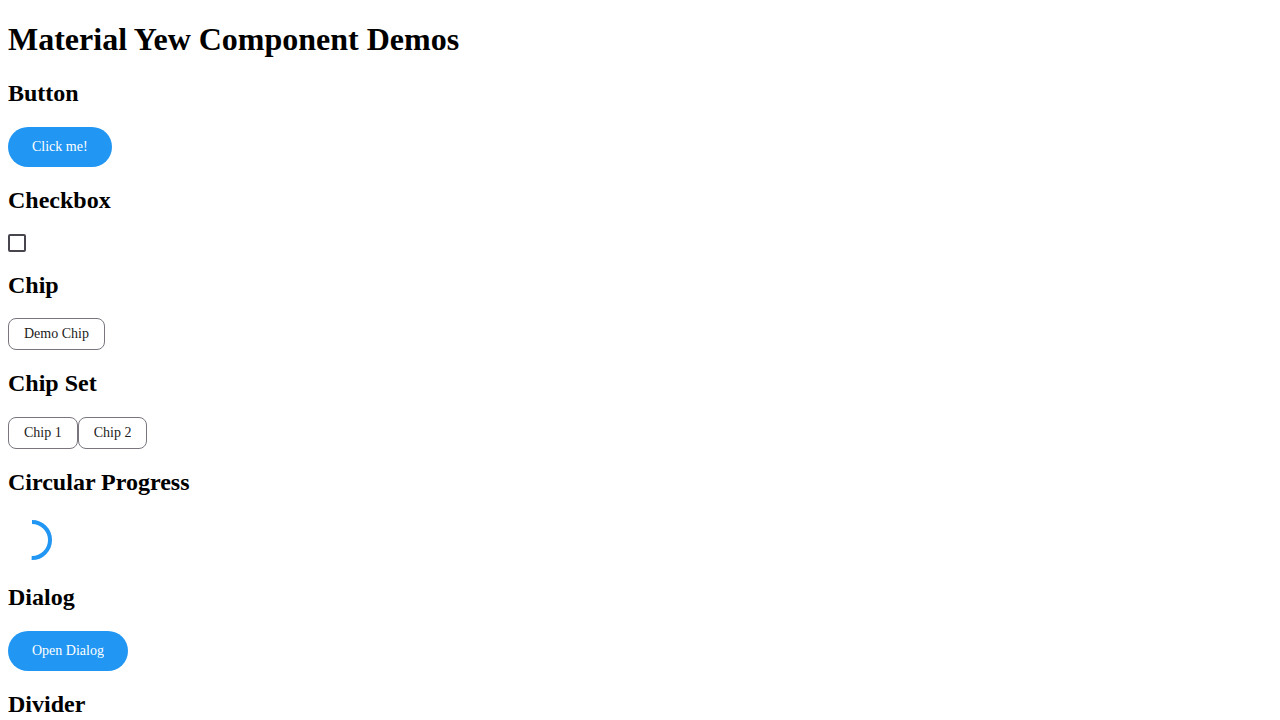 Material Yew Component Demos
Button
Click me!
Checkbox
Chip
Demo Chip
Chip Set
Chip 1 Chip 2
Circular Progress
Dialog
Open Dialog
Divider